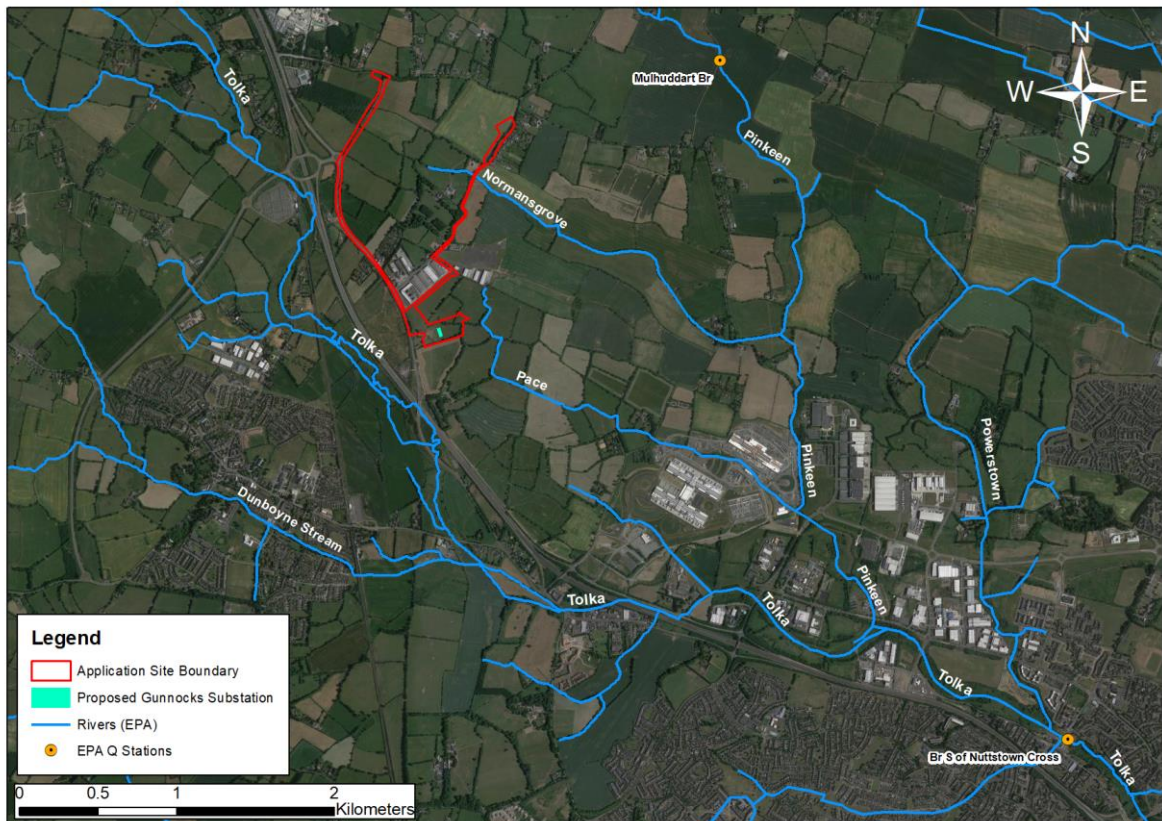 Mulhuddart Br
N
W E
S
Tolka
Pinkeen
Normansgrove
Tolka
Pace
Powerstown
Pinkeen
Dunboyne Stream
Pinkeen
Tolka
Tolka
Tolka
Br S of Nuttstown Cross
Tolka
Legend
Application Site Boundary
Proposed Gunnocks Substation
Rivers (EPA)
EPA Q Stations
0 0.5 1 2
Kilometers